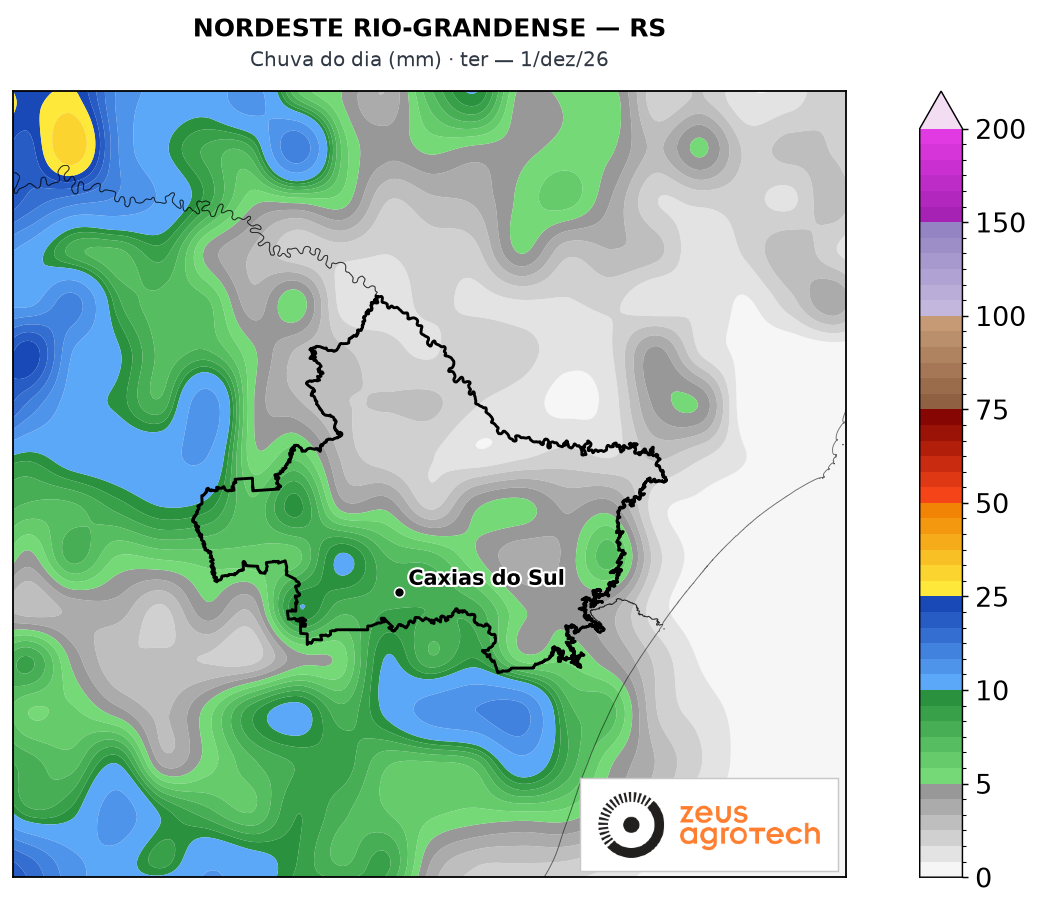 NORDESTE RIO-GRANDENSE — RS
Chuva do dia (mm) · ter — 1/dez/26
200
150
100
75
50
25
10
5
0
Caxias do Sul
zeus
agrotech